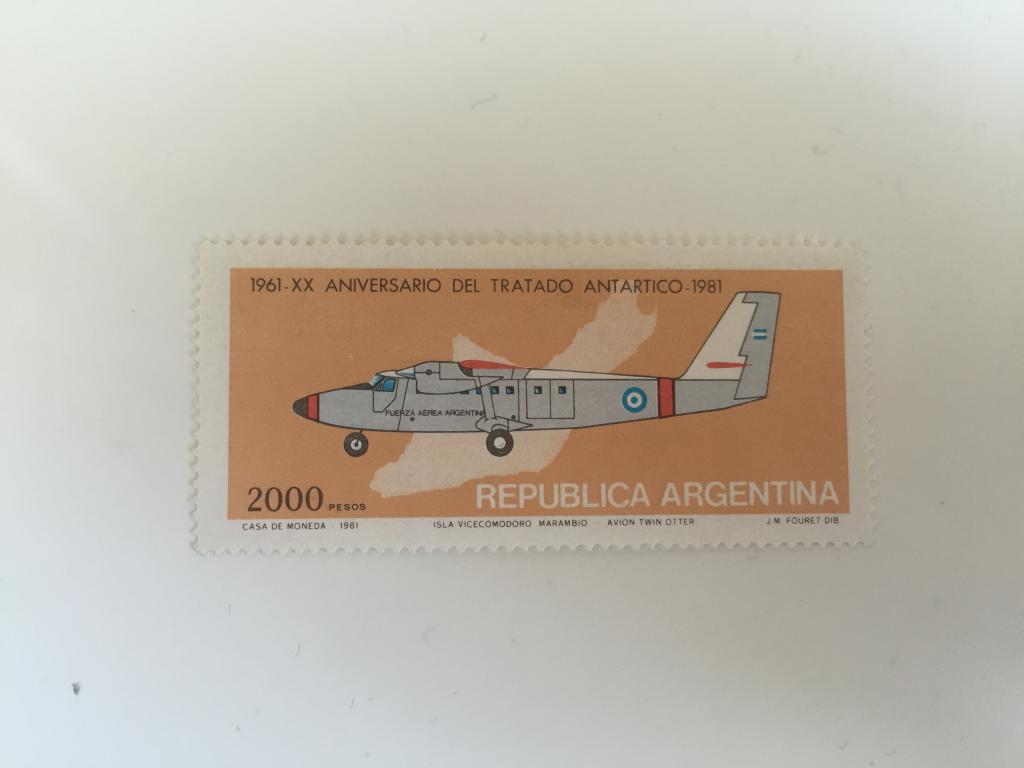 1961-XX ANIVERSARIO DEL TRATADO ANTARTICO-1981
FUERZA AEREA ARGENTINA
2000 PESOS
REPUBLICA ARGENTINA
CASA DE MONEDA - 1981
ISLA VICECOMODORO MARAMBIO - AVION TWIN OTTER
J.M. FOURET DIB.